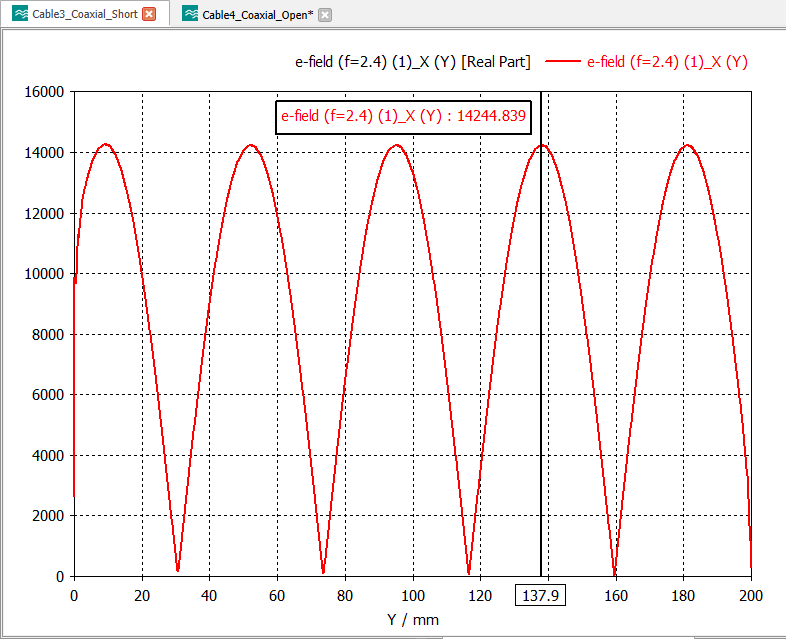 Cable3_Coaxial_Short Cable4_Coaxial_Open*
e-field (f=2.4) (1)_X (Y) [Real Part] e-field (f=2.4) (1)_X (Y)
16000
e-field (f=2.4) (1)_X (Y) : 14244.839
14000
12000
10000
8000
6000
4000
2000
0
0 20 40 60 80 100 120 137.9 160 180 200
Y / mm